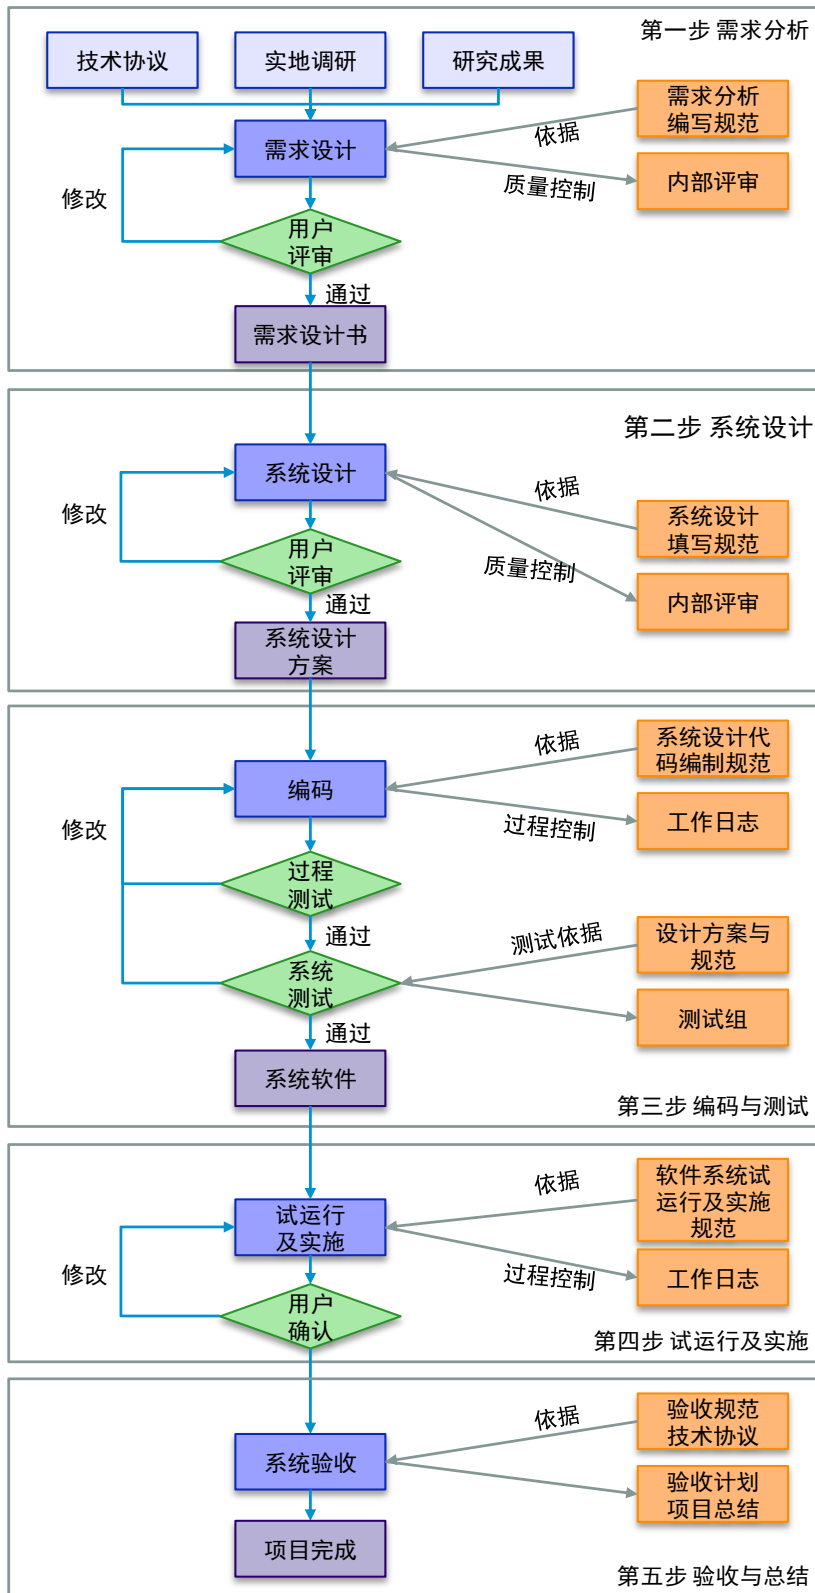 第一步 需求分析
技术协议
实地调研
研究成果
需求分析
编写规范
依据
需求设计
内部评审
质量控制
修改
用户
评审
通过
需求设计书
第二步 系统设计
系统设计
依据
系统设计
填写规范
修改
用户
评审
质量控制
内部评审
通过
系统设计
方案
依据
系统设计代
码编制规范
编码
修改
过程控制
工作日志
过程
测试
通过
测试依据
设计方案与
规范
系统
测试
测试组
通过
系统软件
第三步 编码与测试
依据
软件系统试
运行及实施
规范
试运行
及实施
修改
过程控制
工作日志
用户
确认
第四步 试运行及实施
依据
验收规范
技术协议
系统验收
验收计划
项目总结
项目完成
第五步 验收与总结